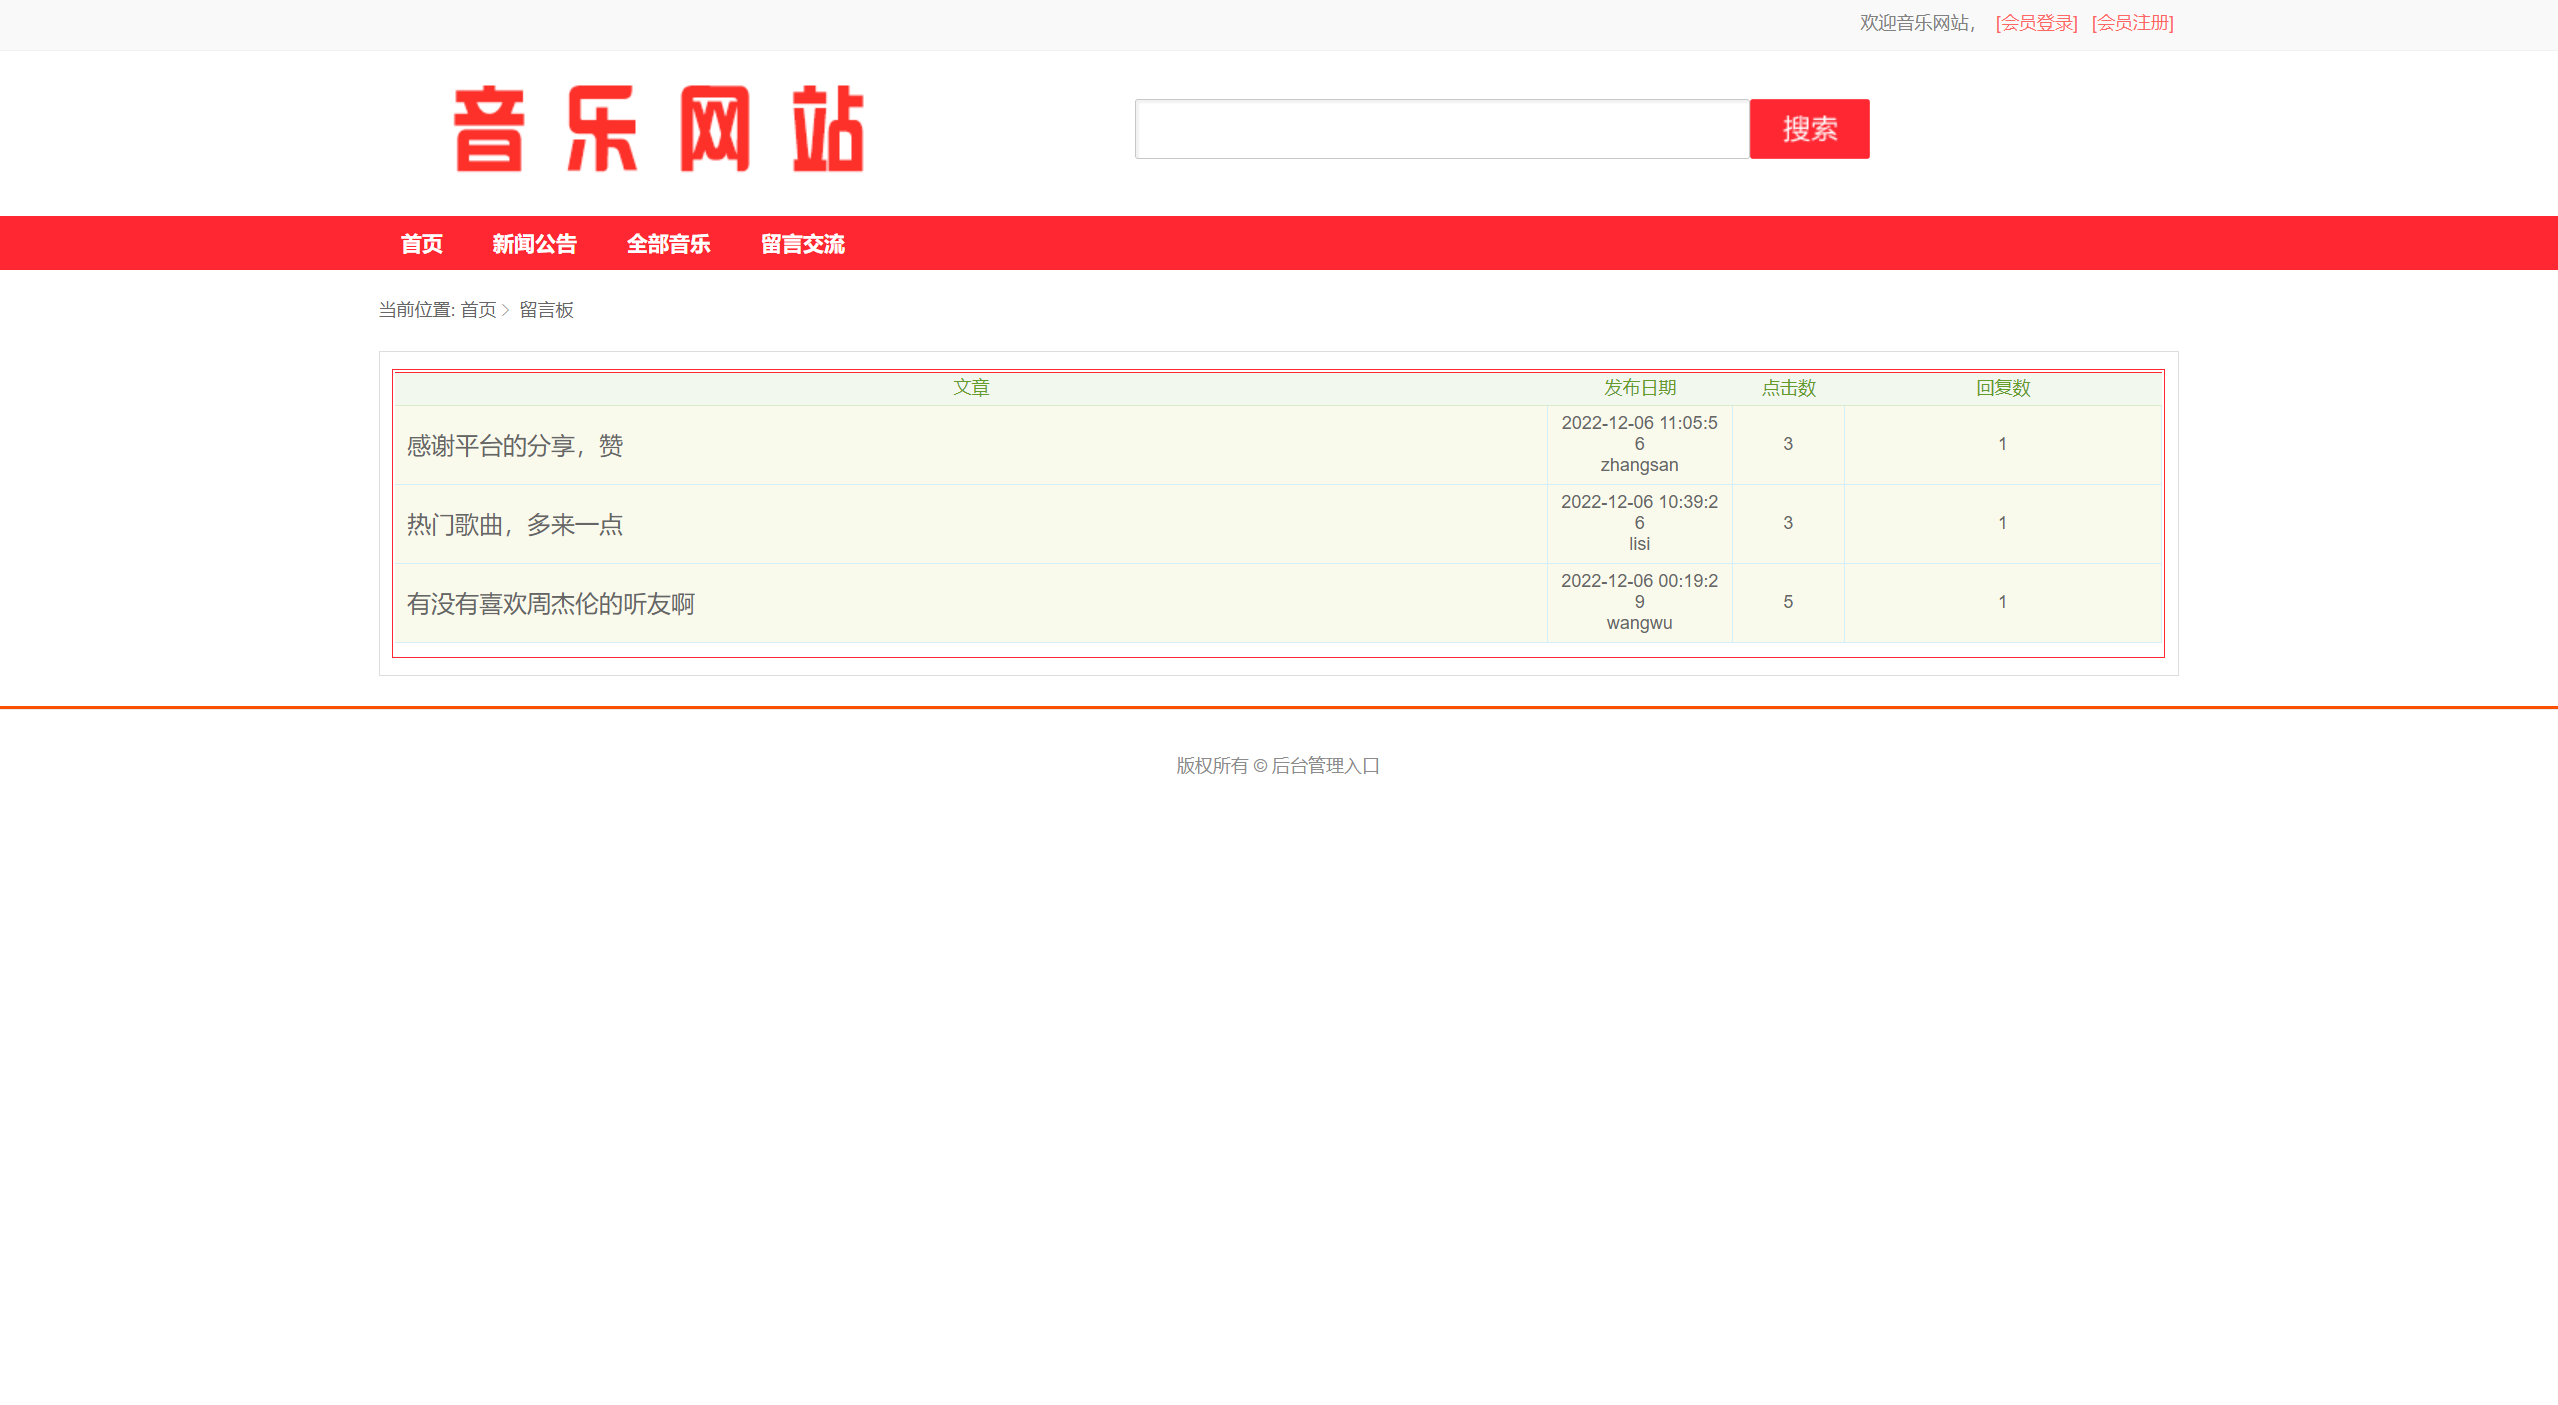 欢迎音乐网站， [会员登录] [会员注册]
音乐网站
搜索
首页 新闻公告 全部音乐 留言交流
当前位置: 首页 > 留言板
文章 发布日期 点击数 回复数
感谢平台的分享，赞
2022-12-06 11:05:5
6
zhangsan
3
1
热门歌曲，多来一点
2022-12-06 10:39:2
6
lisi
3
1
有没有喜欢周杰伦的听友啊
2022-12-06 00:19:2
9
wangwu
5
1
版权所有 © 后台管理入口